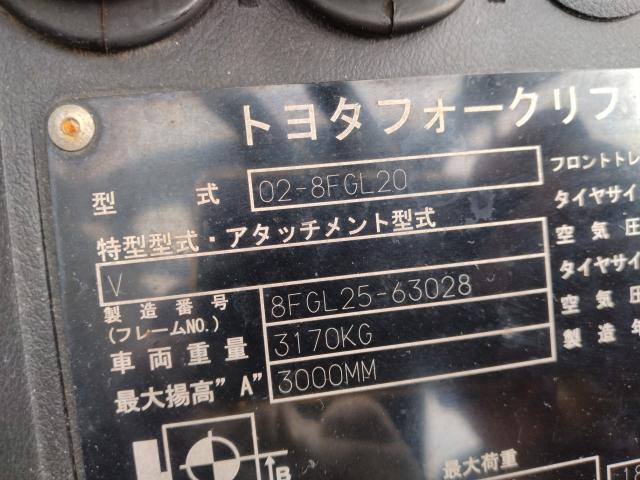 トヨタフォークリフ
型式 02-8FGL20
特型型式・アタッチメント型式
V
製造番号
(フレームNO.) 8FGL25-63028
車両重量 3170KG
最大揚高"A" 3000MM
フロントトレ
タイヤサイ
空気圧
タイヤサイ
空気圧
製造年
B
最大荷重
18